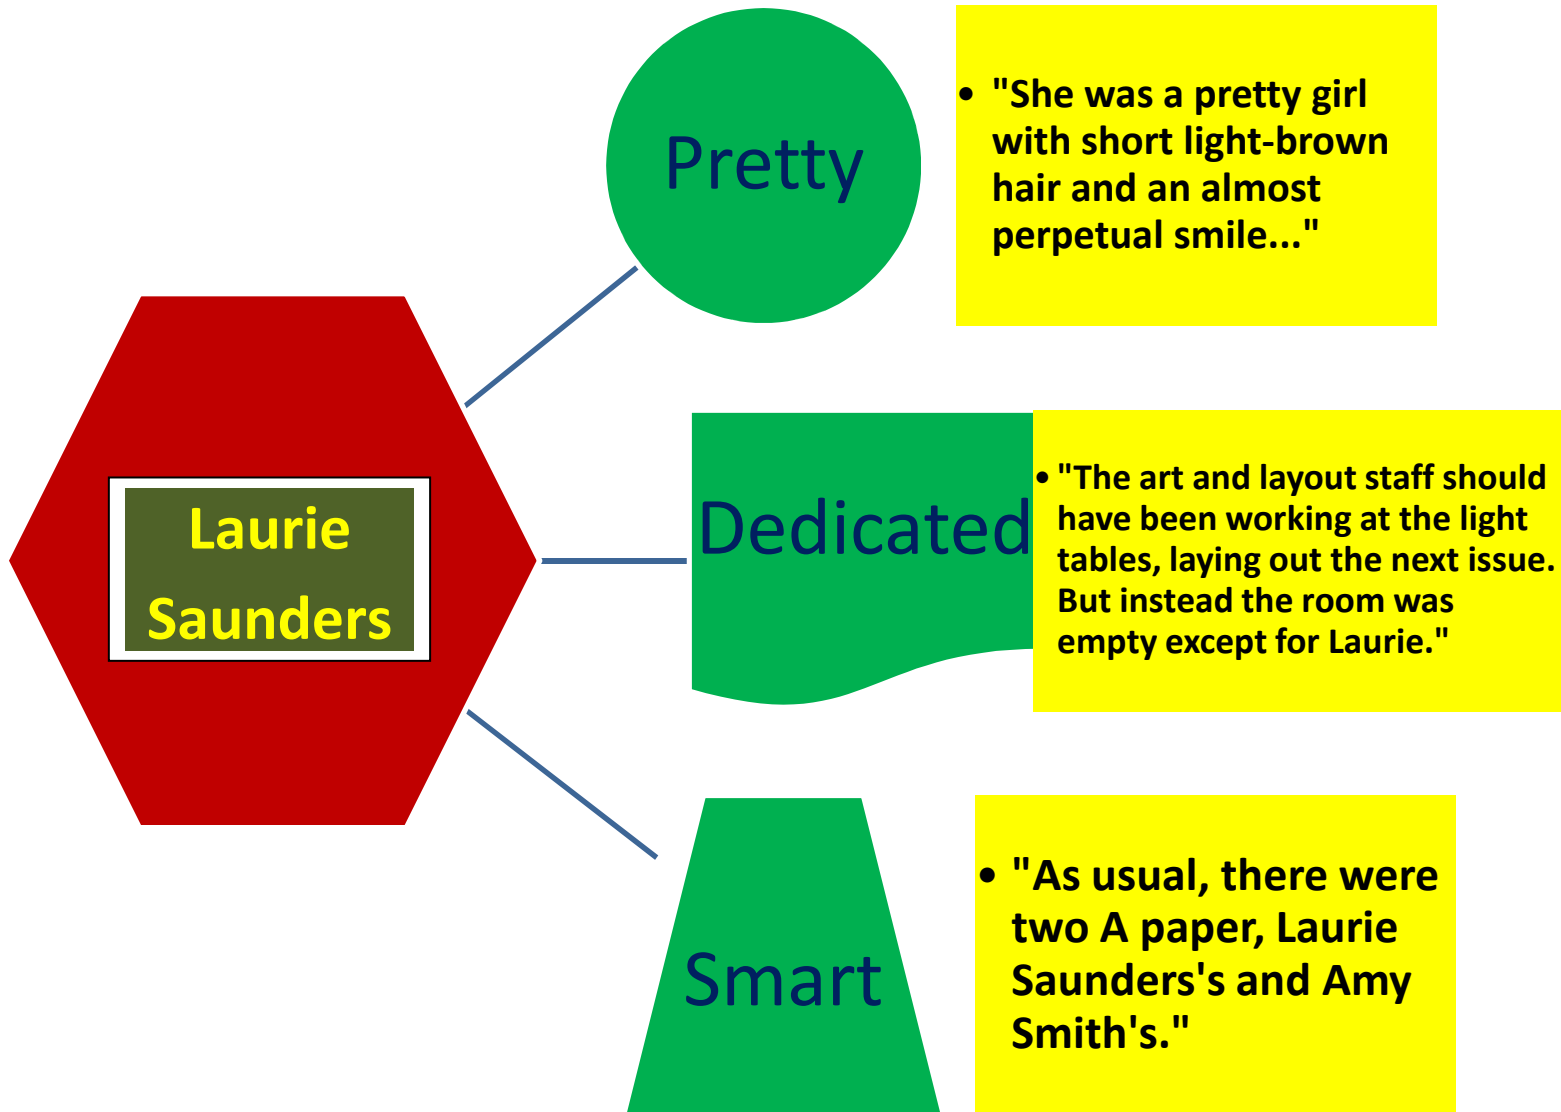 Laurie
Saunders
Pretty
• "She was a pretty girl
with short light-brown
hair and an almost
perpetual smile..."
Dedicated
• "The art and layout staff should
have been working at the light
tables, laying out the next issue.
But instead the room was
empty except for Laurie."
Smart
• "As usual, there were
two A paper, Laurie
Saunders's and Amy
Smith's."